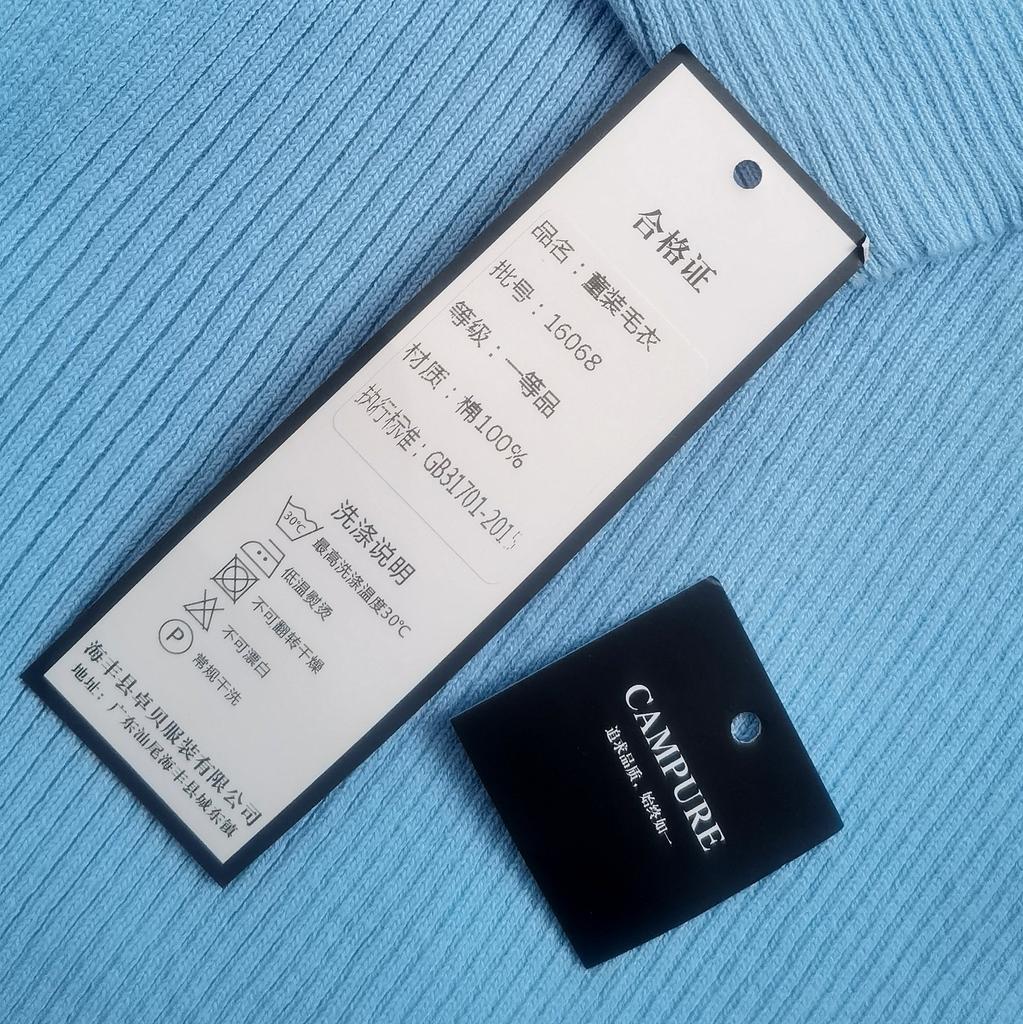 合格证
品名：童装毛衣
批号：16068
等级：一等品
材质：棉100%
执行标准：GB31701-2015
洗涤说明
30℃
最高洗涤温度30℃
低温熨烫
不可翻转干燥
不可漂白
P
常规干洗
海丰县卓贝服装有限公司
地址：广东汕尾海丰县城东镇
CAMPURE
追求品质，始终如一